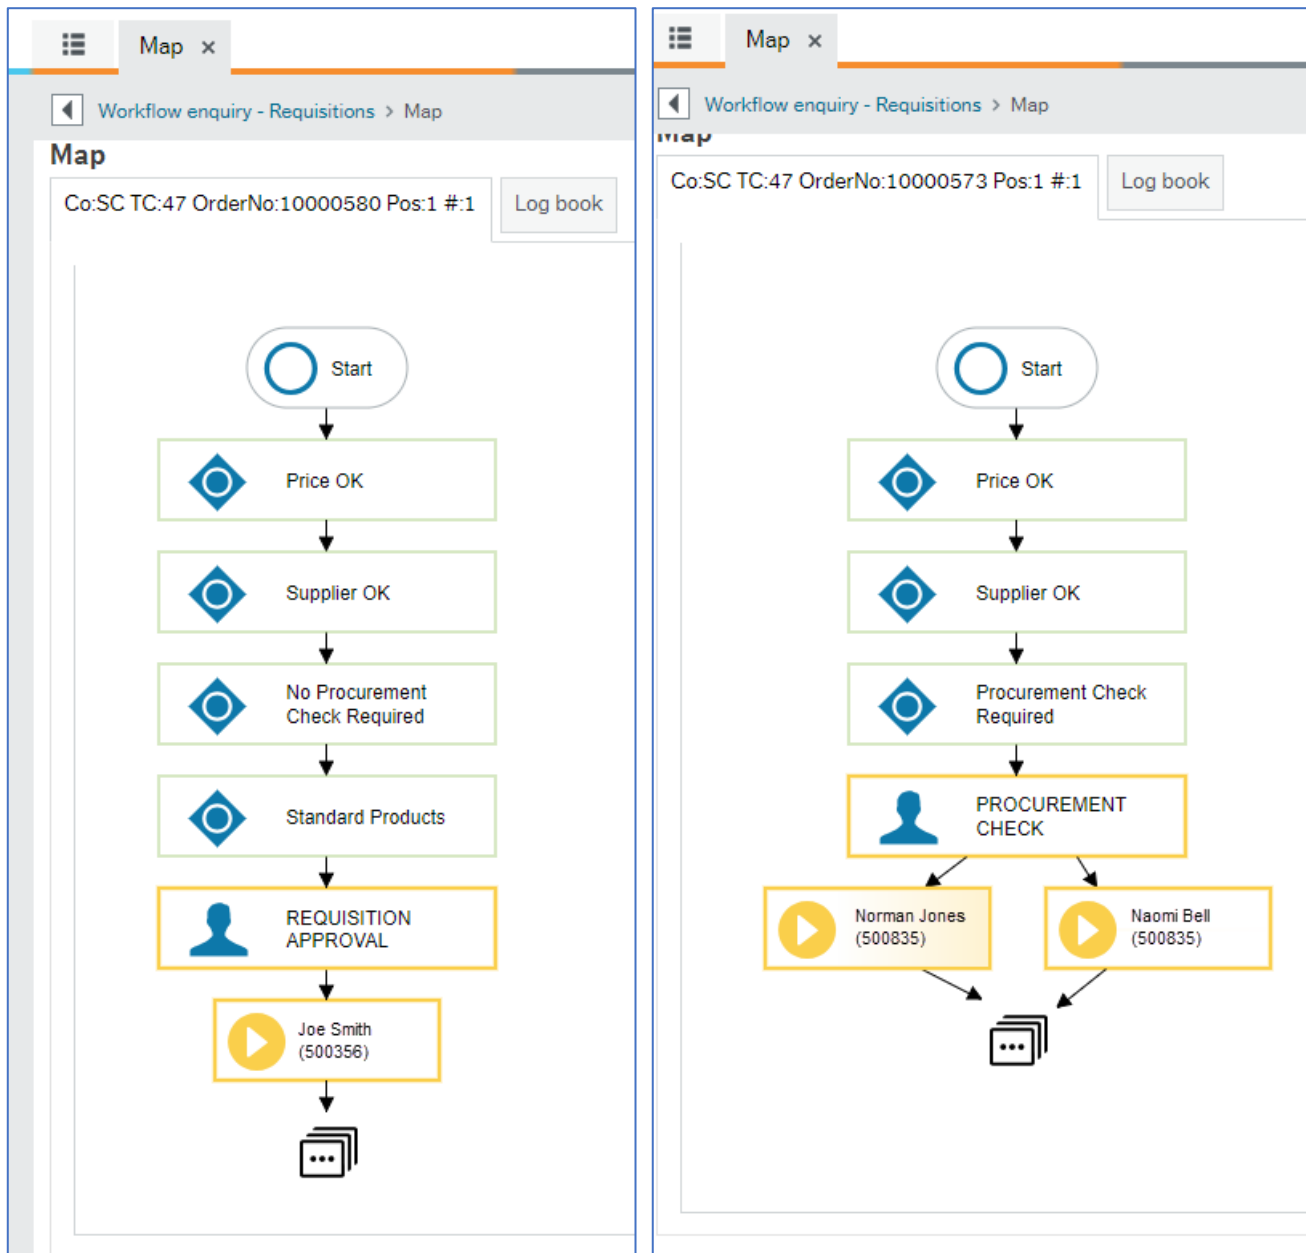 Map ×
Workflow enquiry - Requisitions > Map
Map
Co:SC TC:47 OrderNo:10000580 Pos:1 #:1
Log book
Start
Price OK
Supplier OK
No Procurement
Check Required
Standard Products
REQUISITION
APPROVAL
Joe Smith
(500356)
Map ×
Workflow enquiry - Requisitions > Map
Map
Co:SC TC:47 OrderNo:10000573 Pos:1 #:1
Log book
Start
Price OK
Supplier OK
Procurement Check
Required
PROCUREMENT
CHECK
Norman Jones
(500835)
Naomi Bell
(500835)